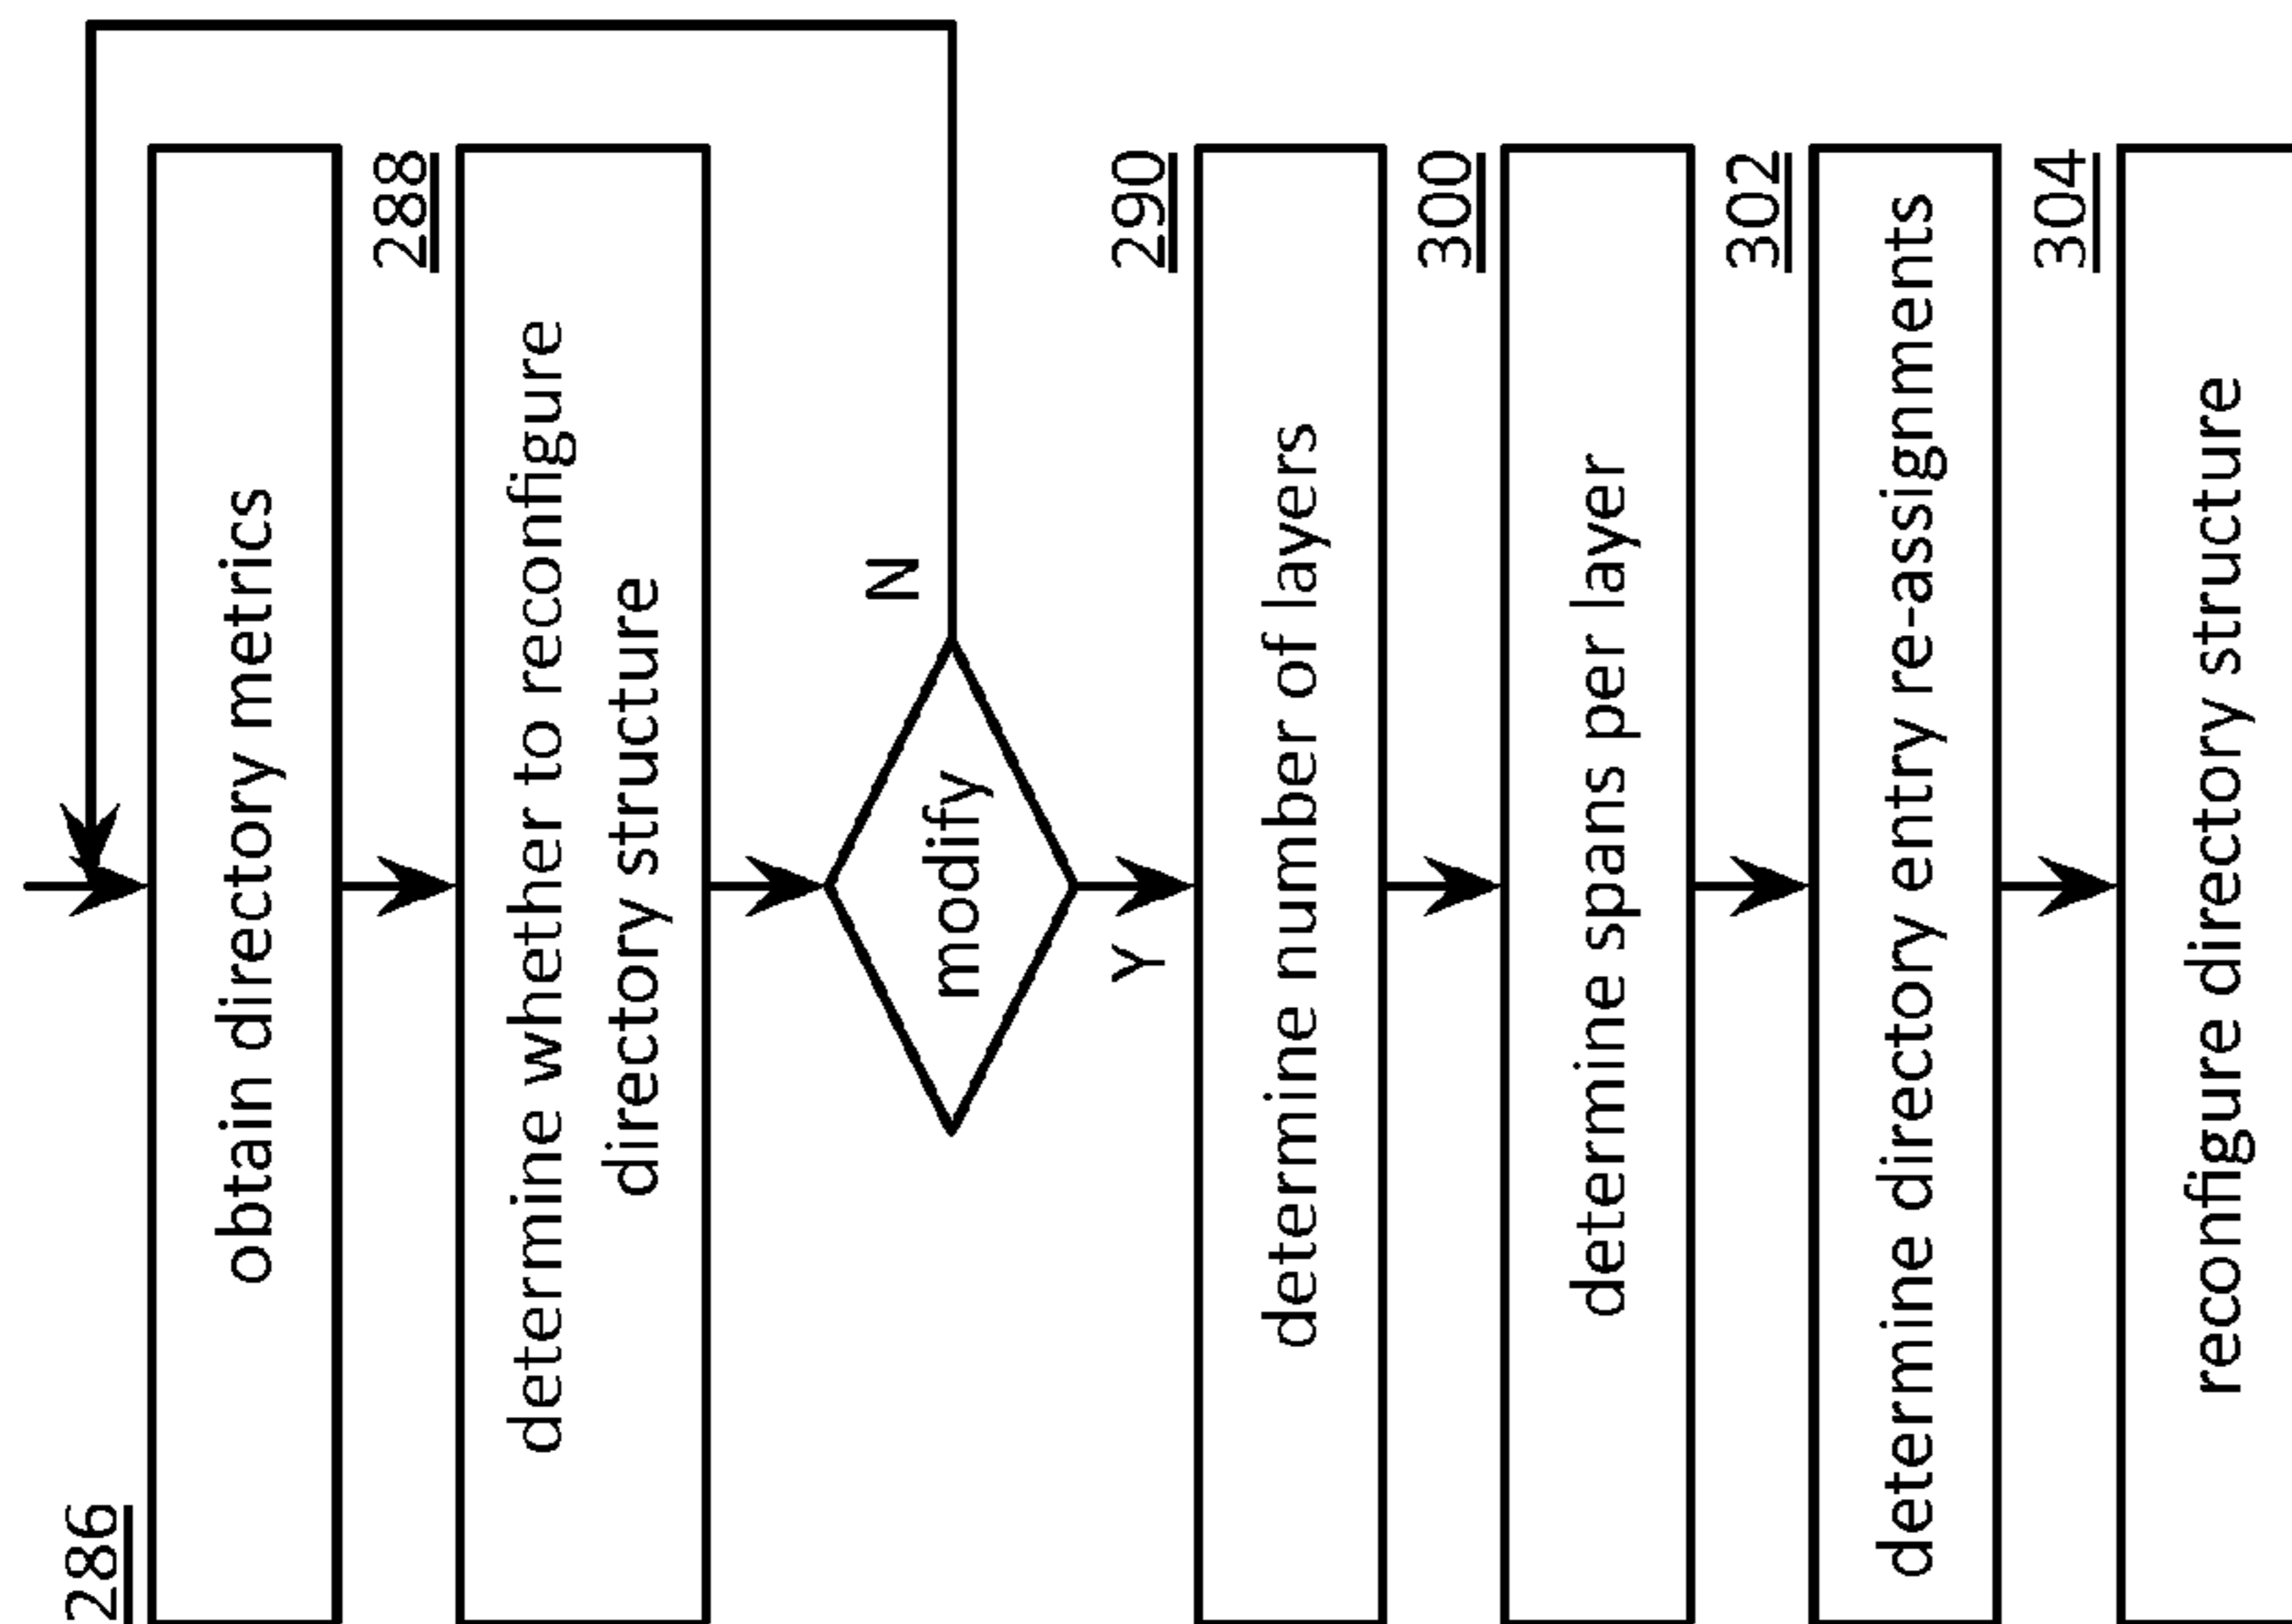 286
obtain directory metrics
288
determine whether to reconfigure
directory structure
modify
N
Y
290
determine number of layers
300
determine spans per layer
302
determine directory entry re-assignments
304
reconfigure directory structure